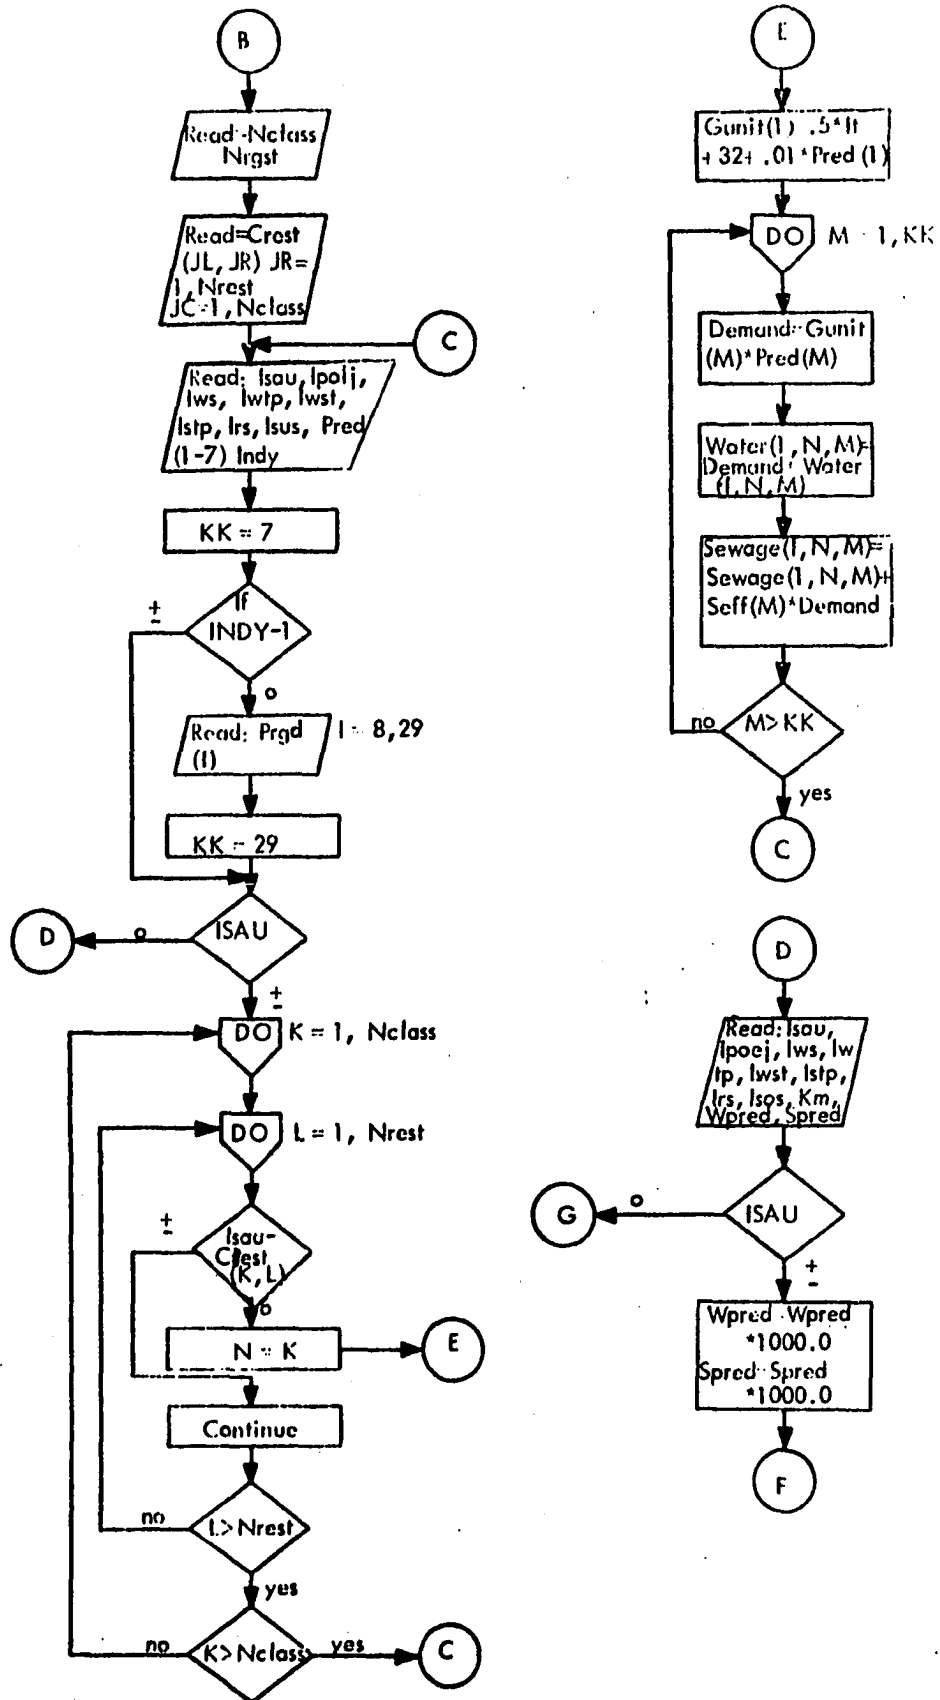 B
Read--Nclass
Nrgst
Read=Crest
(JL, JR) JR=
1, Nrest
JC=1, Nclass
C
Read: Isau, Ipolj,
Iws, Iwtp, Iwst,
Istp, Irs, Isus, Pred
(1-7) Indy
KK = 7
±
If
INDY-1
o
Read: Prgd
(I)
I = 8,29
KK = 29
D
o
ISAU
±
DO
K = 1, Nclass
DO
L = 1, Nrest
±
Isau-
Crest
(K, L)
o
N = K
E
Continue
no
L>Nrest
yes
no
K>Nclass
yes
C
E
Gunit(1) .5*It
+ 32+ .01*Pred (1)
DO
M = 1, KK
Demand= Gunit
(M)*Pred(M)
Water(1, N, M)=
Demand+ Water
(I, N, M)
Sewage(1, N, M)=
Sewage(1, N, M)+
Seff(M)*Demand
no
M> KK
yes
C
D
Read: Isau,
Ipoej, Iws, Iw
tp, Iwst, Istp,
Irs, Isos, Km,
Wpred, Spred
G
o
ISAU
±
Wpred=Wpred
*1000.0
Spred=Spred
*1000.0
F